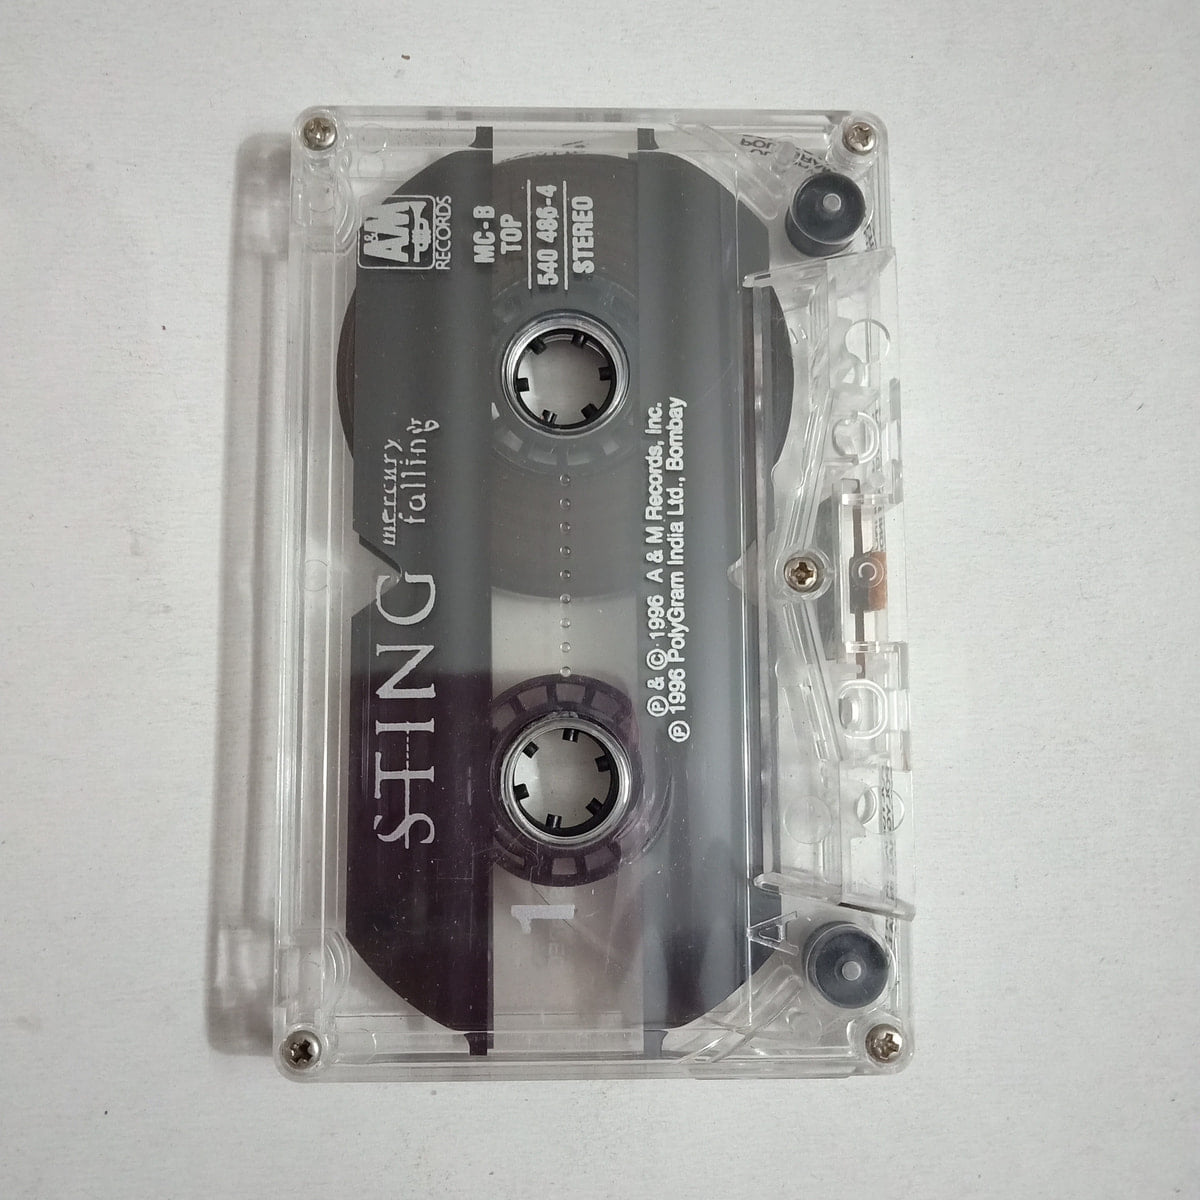 STING
mercury
falling
A&M
RECORDS
MC-B
TOP
540 486-4
STEREO
1
℗ & © 1996 A & M Records, Inc.
℗ 1996 PolyGram India Ltd., Bombay
A